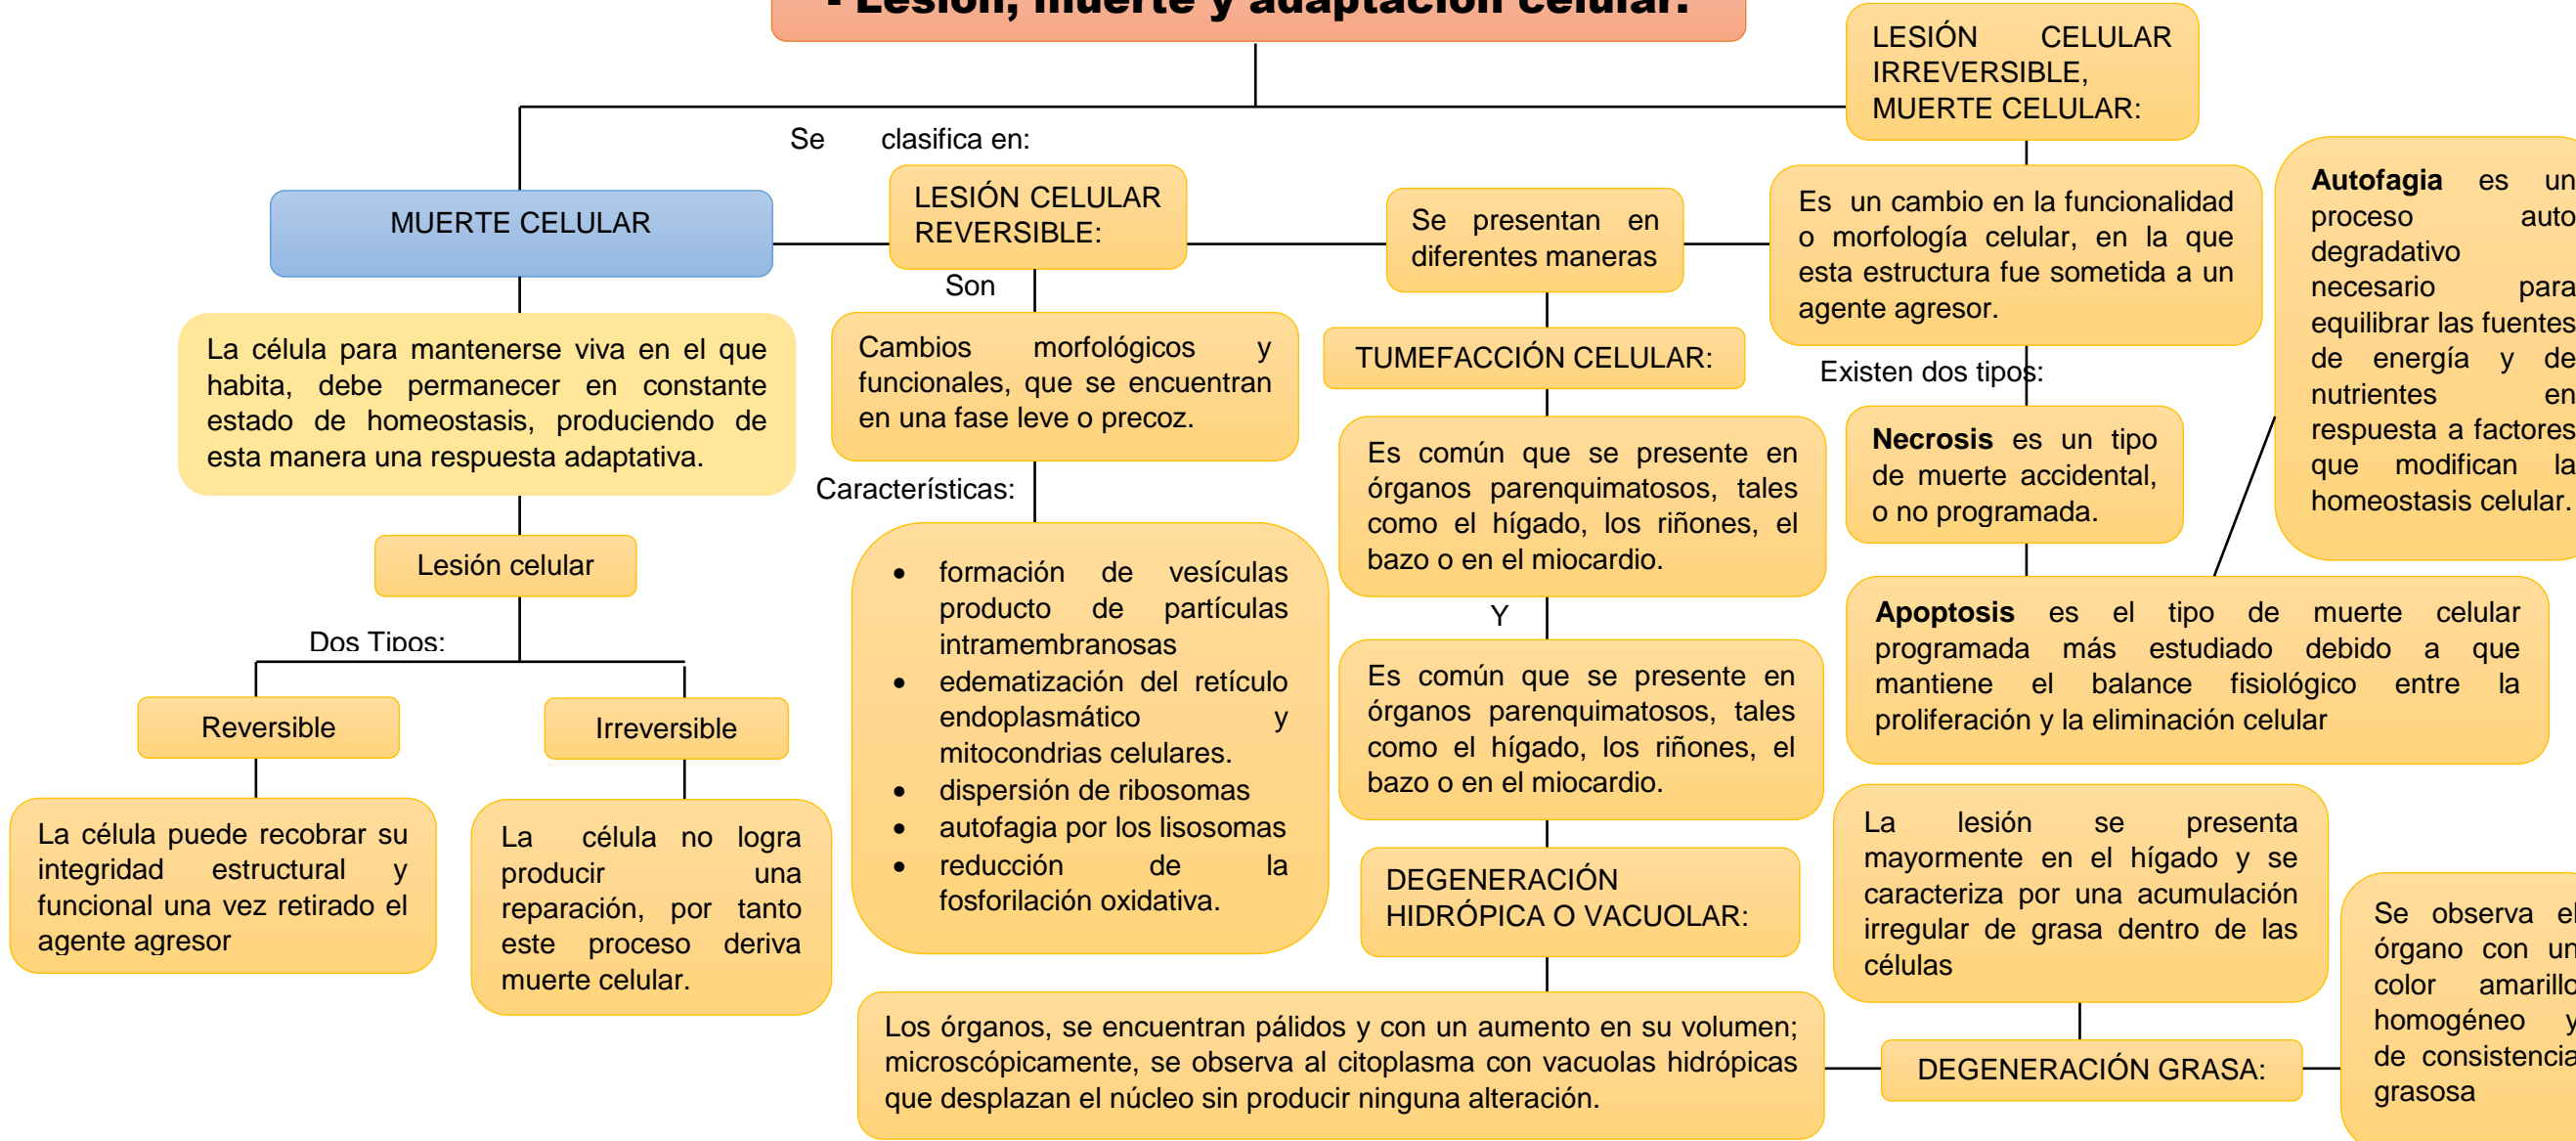 - Lesión, muerte y adaptación celular.
LESIÓN CELULAR
IRREVERSIBLE,
MUERTE CELULAR:
Se clasifica en:
MUERTE CELULAR
La célula para mantenerse viva en el que
habita, debe permanecer en constante
estado de homeostasis, produciendo de
esta manera una respuesta adaptativa.
Lesión celular
Dos Tipos:
Reversible
Irreversible
La célula puede recobrar su
integridad estructural y
funcional una vez retirado el
agente agresor
La célula no logra
producir una
reparación, por tanto
este proceso deriva
muerte celular.
LESIÓN CELULAR
REVERSIBLE:
Son
Cambios morfológicos y
funcionales, que se encuentran
en una fase leve o precoz.
Características:
• formación de vesículas
producto de partículas
intramembranosas
• edematización del retículo
endoplasmático y
mitocondrias celulares.
• dispersión de ribosomas
• autofagia por los lisosomas
• reducción de la
fosforilación oxidativa.
Se presentan en
diferentes maneras
TUMEFACCIÓN CELULAR:
Es común que se presente en
órganos parenquimatosos, tales
como el hígado, los riñones, el
bazo o en el miocardio.
Y
Es común que se presente en
órganos parenquimatosos, tales
como el hígado, los riñones, el
bazo o en el miocardio.
DEGENERACIÓN
HIDRÓPICA O VACUOLAR:
Los órganos, se encuentran pálidos y con un aumento en su volumen;
microscópicamente, se observa al citoplasma con vacuolas hidrópicas
que desplazan el núcleo sin producir ninguna alteración.
Es un cambio en la funcionalidad
o morfología celular, en la que
esta estructura fue sometida a un
agente agresor.
Existen dos tipos:
Necrosis es un tipo
de muerte accidental,
o no programada.
Apoptosis es el tipo de muerte celular
programada más estudiado debido a que
mantiene el balance fisiológico entre la
proliferación y la eliminación celular
Autofagia es un
proceso auto
degradativo
necesario para
equilibrar las fuentes
de energía y de
nutrientes en
respuesta a factores
que modifican la
homeostasis celular.
La lesión se presenta
mayormente en el hígado y se
caracteriza por una acumulación
irregular de grasa dentro de las
células
DEGENERACIÓN GRASA:
Se observa el
órgano con un
color amarillo
homogéneo y
de consistencia
grasosa